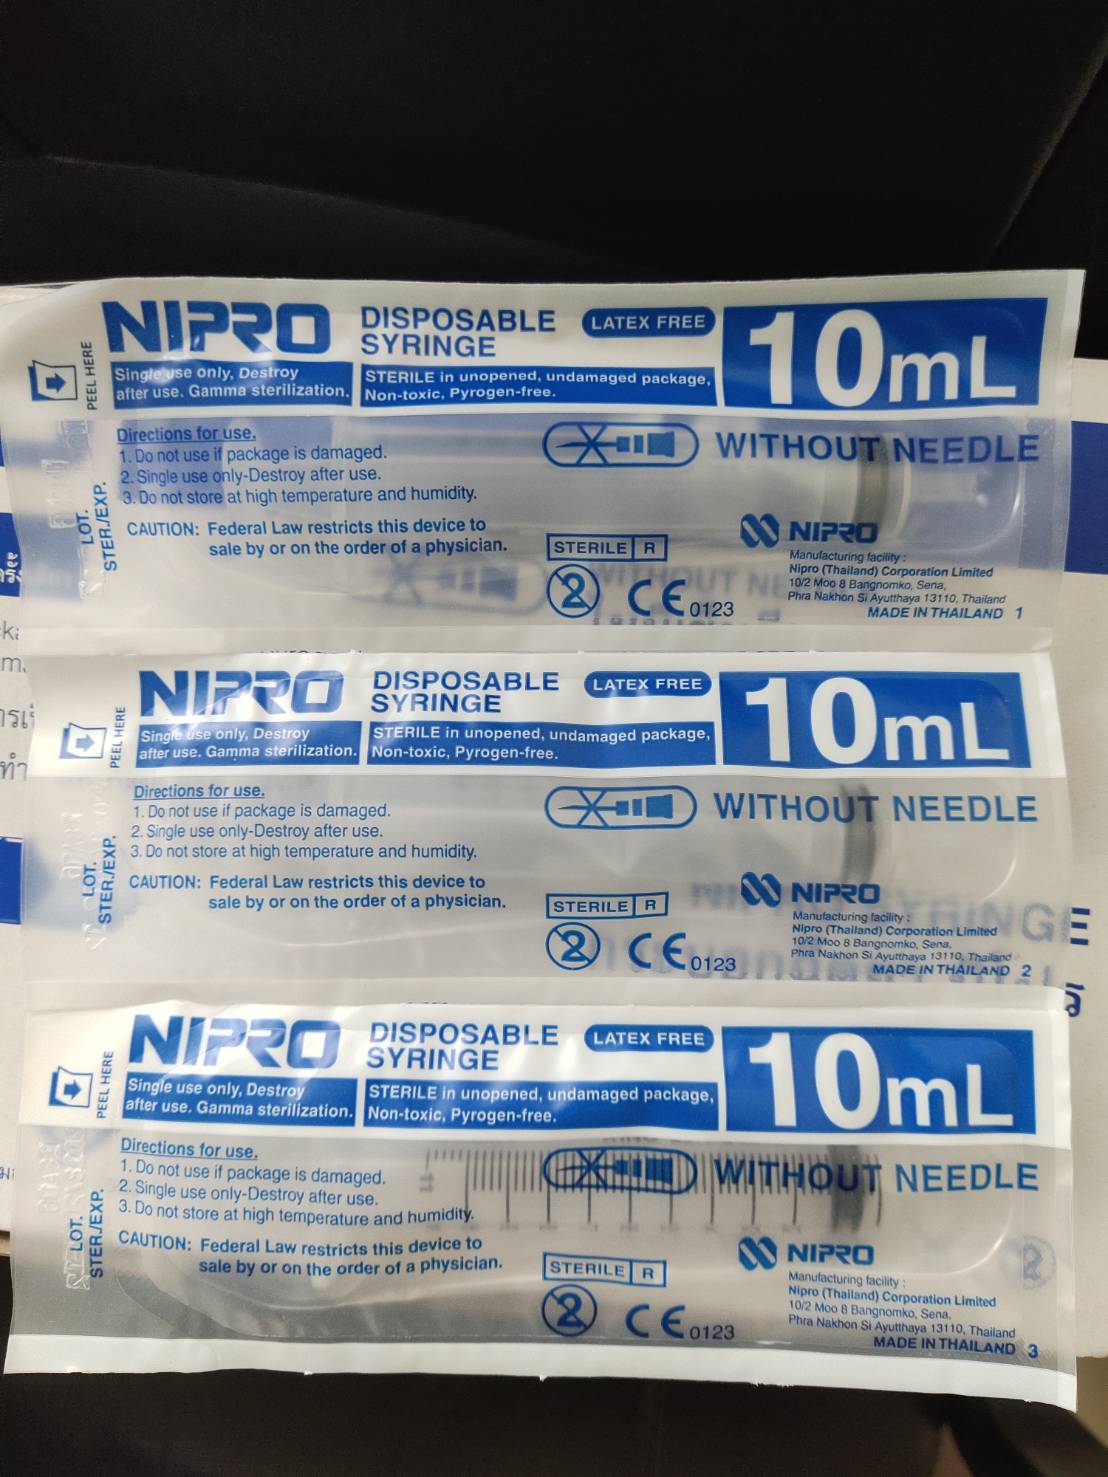 NIPRO
DISPOSABLE
SYRINGE
LATEX FREE
10mL
PEEL HERE
Single use only, Destroy
after use. Gamma sterilization.
STERILE in unopened, undamaged package,
Non-toxic, Pyrogen-free.
Directions for use.
1. Do not use if package is damaged.
2. Single use only-Destroy after use.
3. Do not store at high temperature and humidity.
WITHOUT NEEDLE
LOT.
STER./EXP.
CAUTION: Federal Law restricts this device to
sale by or on the order of a physician.
STERILE R
2
CE 0123
NIPRO
Manufacturing facility :
Nipro (Thailand) Corporation Limited
10/2 Moo 8 Bangnomko, Sena,
Phra Nakhon Si Ayutthaya 13110, Thailand
MADE IN THAILAND 1
NIPRO
DISPOSABLE
SYRINGE
LATEX FREE
10mL
PEEL HERE
Single use only, Destroy
after use. Gamma sterilization.
STERILE in unopened, undamaged package,
Non-toxic, Pyrogen-free.
Directions for use.
1. Do not use if package is damaged.
2. Single use only-Destroy after use.
3. Do not store at high temperature and humidity.
WITHOUT NEEDLE
LOT.
STER./EXP.
CAUTION: Federal Law restricts this device to
sale by or on the order of a physician.
STERILE R
2
CE 0123
NIPRO
Manufacturing facility :
Nipro (Thailand) Corporation Limited
10/2 Moo 8 Bangnomko, Sena,
Phra Nakhon Si Ayutthaya 13110, Thailand
MADE IN THAILAND 2
NIPRO
DISPOSABLE
SYRINGE
LATEX FREE
10mL
PEEL HERE
Single use only, Destroy
after use. Gamma sterilization.
STERILE in unopened, undamaged package,
Non-toxic, Pyrogen-free.
Directions for use.
1. Do not use if package is damaged.
2. Single use only-Destroy after use.
3. Do not store at high temperature and humidity.
WITHOUT NEEDLE
LOT.
STER./EXP.
CAUTION: Federal Law restricts this device to
sale by or on the order of a physician.
STERILE R
2
CE 0123
NIPRO
Manufacturing facility :
Nipro (Thailand) Corporation Limited
10/2 Moo 8 Bangnomko, Sena,
Phra Nakhon Si Ayutthaya 13110, Thailand
MADE IN THAILAND 3